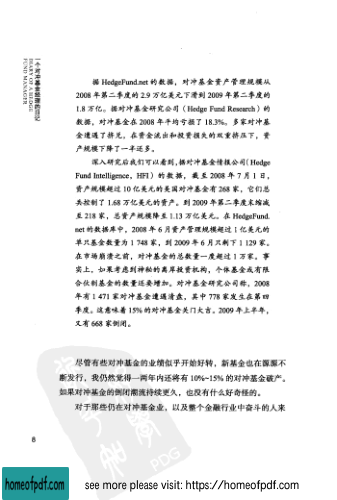 一个对冲基金经理的日记
DIARY OF A HEDGE
FUND MANAGER
据 HedgeFund.net 的数据，对冲基金资产管理规模从
2008 年第二季度的 2.9 万亿美元下滑到 2009 年第二季度的
1.8 万亿。据对冲基金研究公司（Hedge Fund Research）的
数据，对冲基金在 2008 年平均亏损了 18.3%。多家对冲基
金遭遇了挤兑。在资金流出和投资损失的双重挤压下，资
产规模下降了一半还多。
深入研究后我们可以看到，据对冲基金情报公司（Hedge
Fund Intelligence，HFI）的数据，截至 2008 年 7 月 1 日，
资产规模超过 10 亿美元的美国对冲基金有 268 家，它们总
共控制了 1.68 万亿美元的资产。到 2009 年第二季度末缩减
至 218 家，总资产规模降至 1.13 万亿美元。在 HedgeFund.
net 的数据库中，2008 年 6 月资产管理规模超过 1 亿美元的
单只基金数量为 1 748 家，到 2009 年 6 月只剩下 1 129 家。
在市场崩溃之前，对冲基金的总数量一度超过 1 万家。事
实上，如果考虑到神秘的离岸投资机构，个体基金或有限
合伙制基金的数量还要增加。对冲基金研究公司称，2008
年有 1 471 家对冲基金遭遇清盘，其中 778 家发生在第四
季度。这意味着 15% 的对冲基金关门大吉。2009 年上半年，
又有 668 家倒闭。
尽管有些对冲基金的业绩似乎开始好转，新基金也在源源不
断发行，我仍然觉得一两年内还将有 10%~15% 的对冲基金破产。
如果对冲基金的倒闭潮流持续更久，也没有什么好奇怪的。
对于那些仍在对冲基金业，以及整个金融行业中奋斗的人来
6
PDG
homeofpdf.com
see more please visit: https://homeofpdf.com